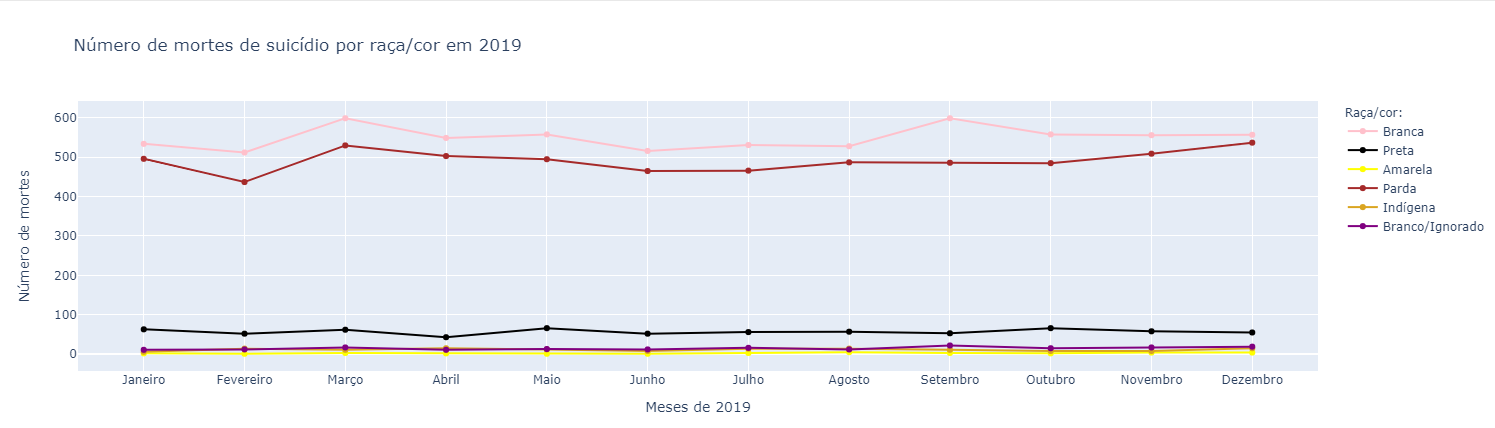 Número de mortes de suicídio por raça/cor em 2019
Número de mortes
600
500
400
300
200
100
0
Janeiro Fevereiro Março Abril Maio Junho Julho Agosto Setembro Outubro Novembro Dezembro
Meses de 2019
Raça/cor:
Branca
Preta
Amarela
Parda
Indígena
Branco/Ignorado